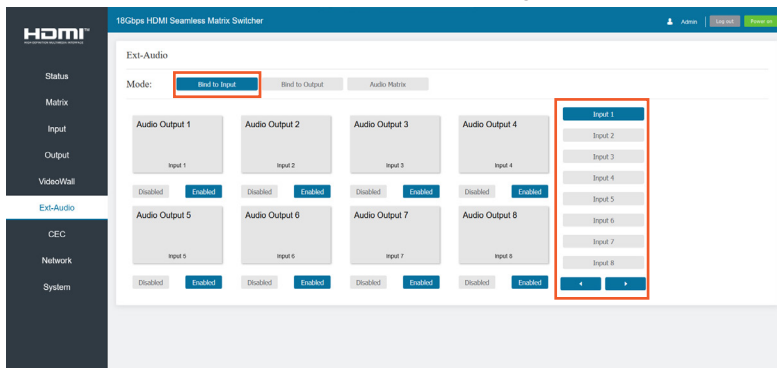 HDMI™
18Gbps HDMI Seamless Matrix Switcher
Admin
Log out
Power on
Status
Matrix
Input
Output
VideoWall
Ext-Audio
CEC
Network
System
Ext-Audio
Mode:
Bind to Input
Bind to Output
Audio Matrix
Audio Output 1
Input 1
Audio Output 2
Input 2
Audio Output 3
Input 3
Audio Output 4
Input 4
Disabled
Enabled
Disabled
Enabled
Disabled
Enabled
Disabled
Enabled
Audio Output 5
Input 5
Audio Output 6
Input 6
Audio Output 7
Input 7
Audio Output 8
Input 8
Disabled
Enabled
Disabled
Enabled
Disabled
Enabled
Disabled
Enabled
Input 1
Input 2
Input 3
Input 4
Input 5
Input 6
Input 7
Input 8